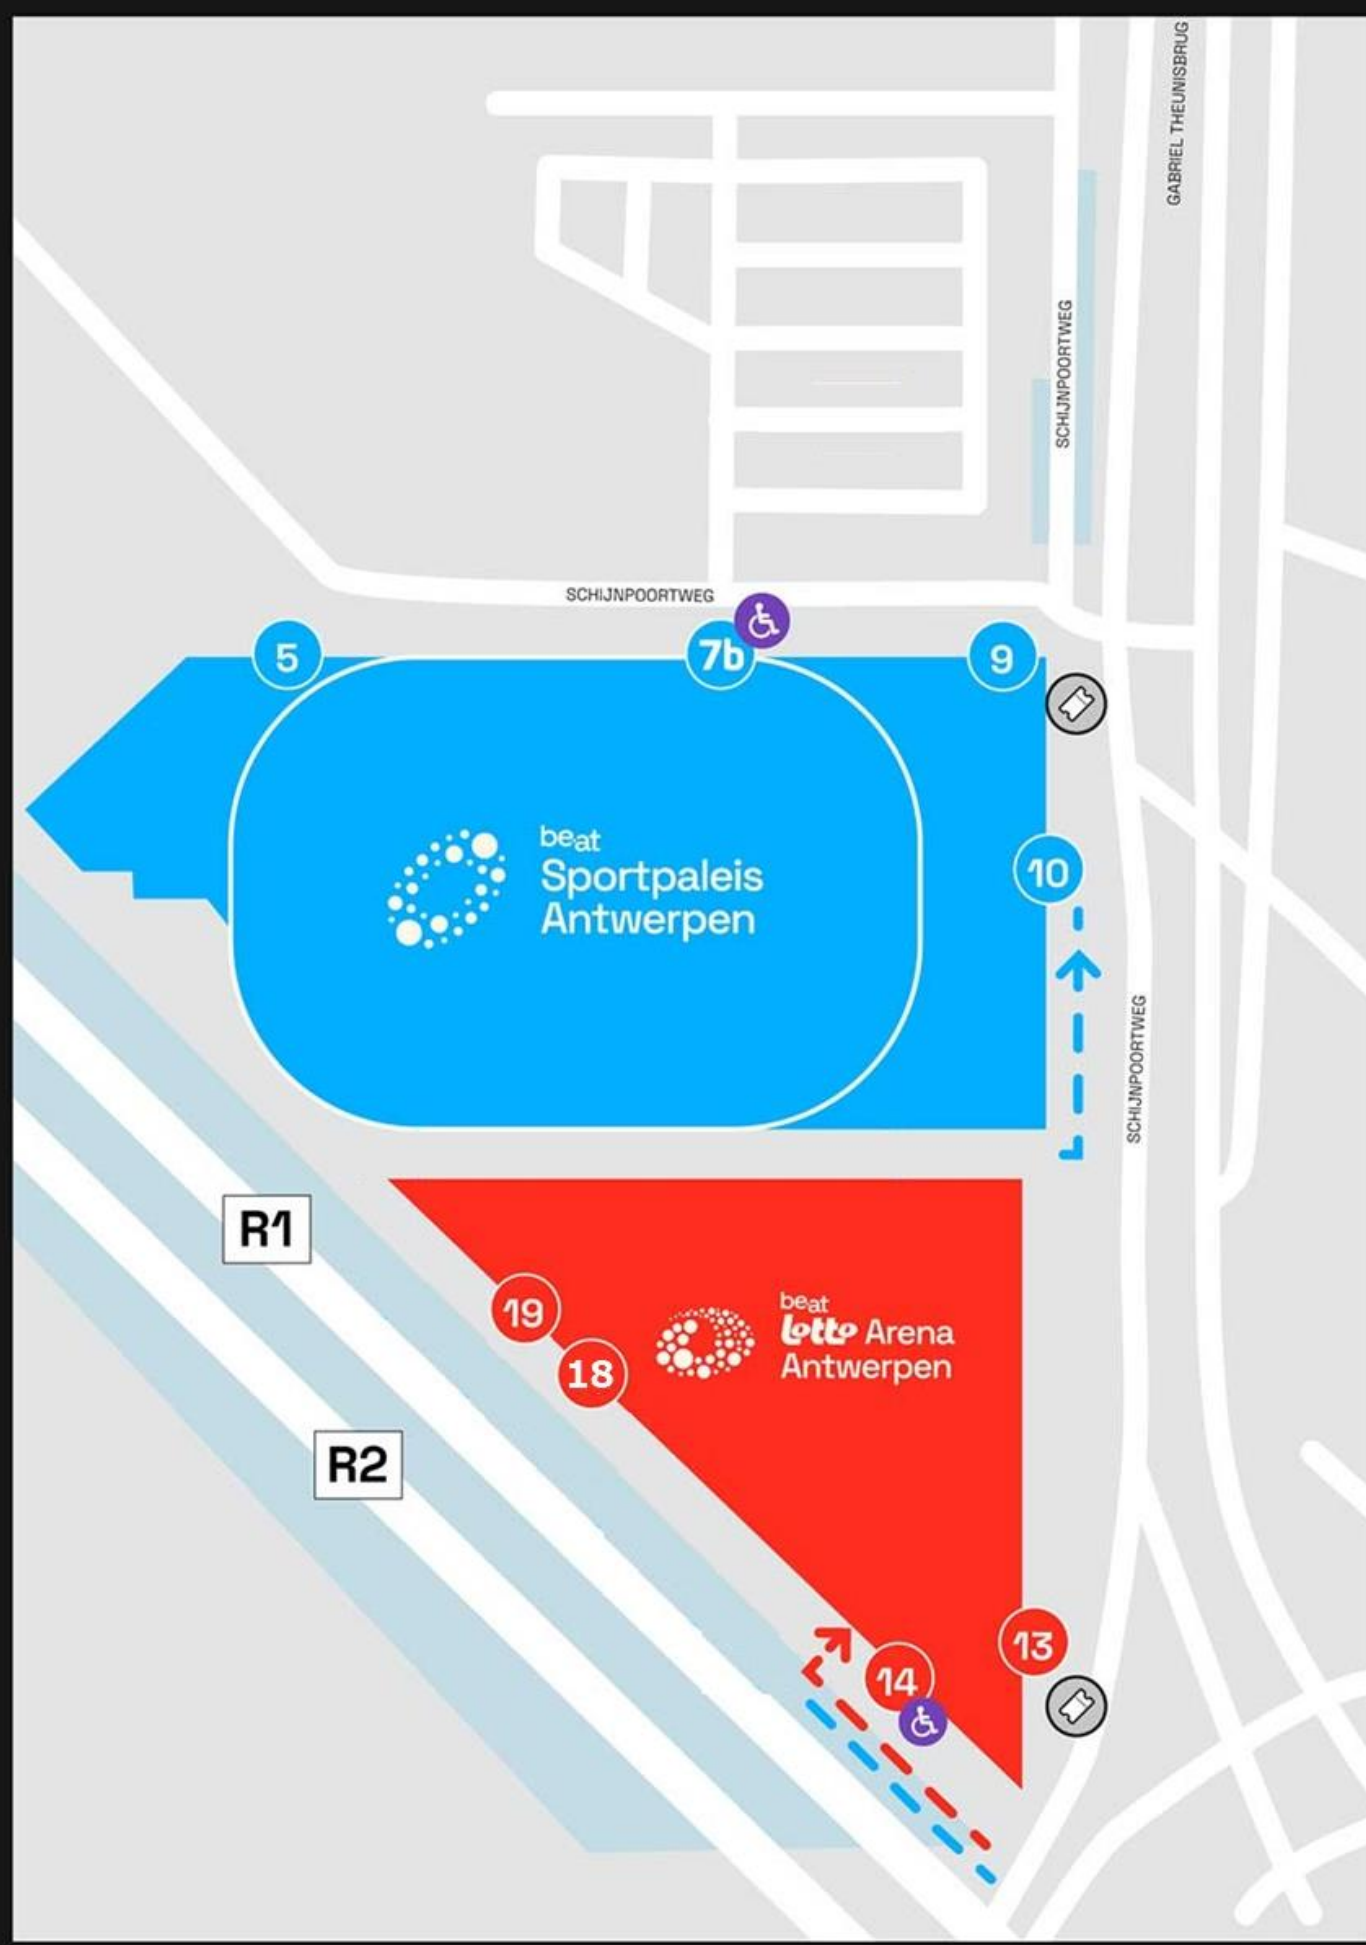 GABRIEL THEUNISBRUG
SCHIJNPOORTWEG
SCHIJNPOORTWEG
5
7b
9
10
beat
Sportpaleis
Antwerpen
SCHIJNPOORTWEG
R1
19
18
beat
Lotto Arena
Antwerpen
R2
13
14